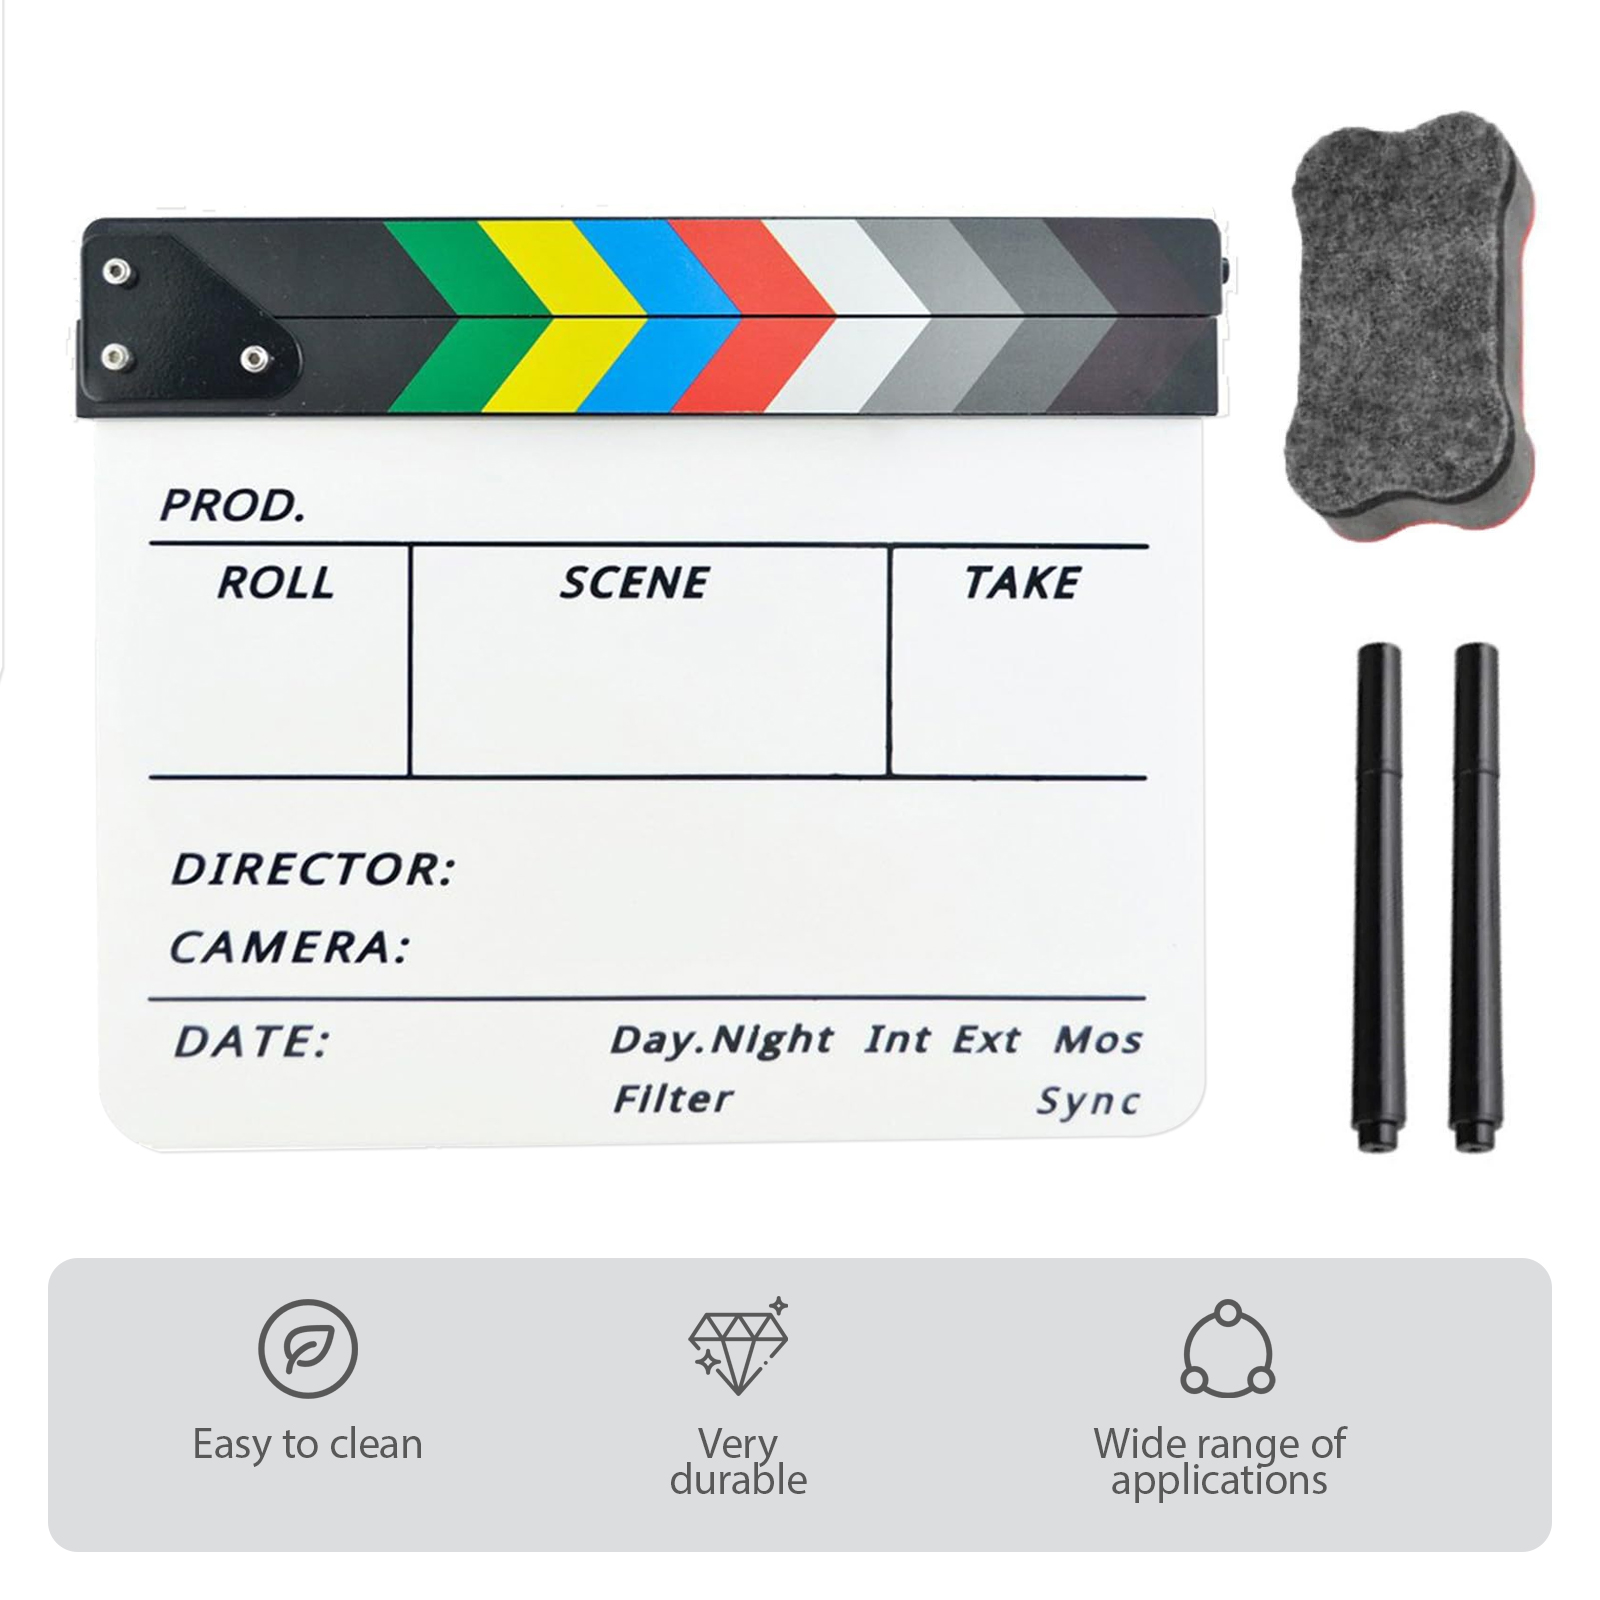 PROD.
ROLL SCENE TAKE
DIRECTOR:
CAMERA:
DATE: Day.Night Int Ext Mos
Filter Sync
Easy to clean
Very
durable
Wide range of
applications